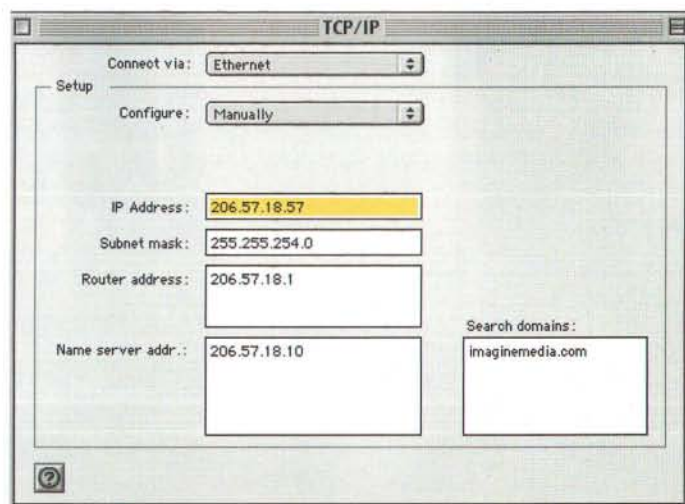 TCP/IP
Connect via: Ethernet
Setup
Configure: Manually
IP Address: 206.57.18.57
Subnet mask: 255.255.254.0
Router address: 206.57.18.1
Search domains:
Name server addr.: 206.57.18.10
imaginemedia.com
?